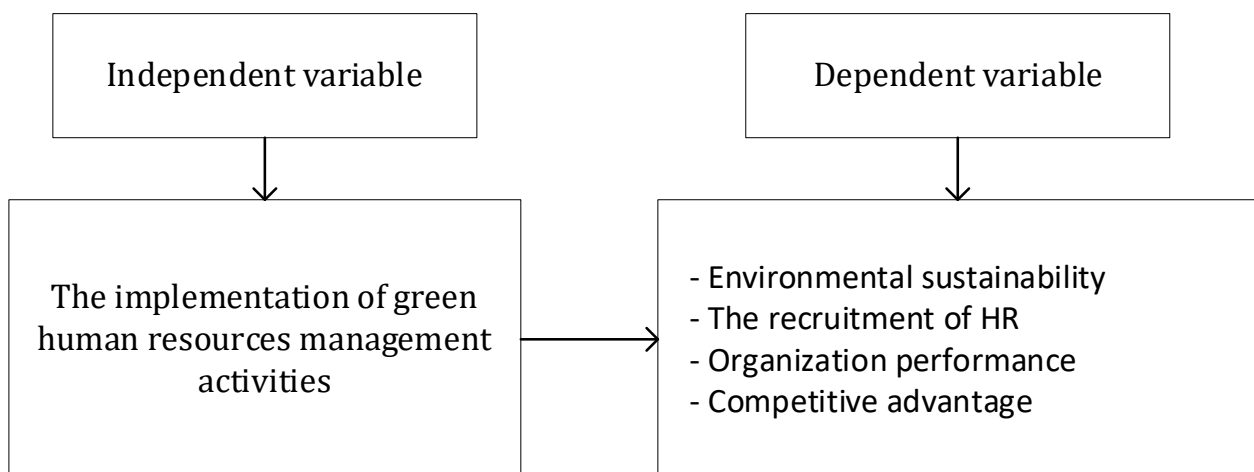 Independent variable
Dependent variable
The implementation of green
human resources management
activities
- Environmental sustainability
- The recruitment of HR
- Organization performance
- Competitive advantage